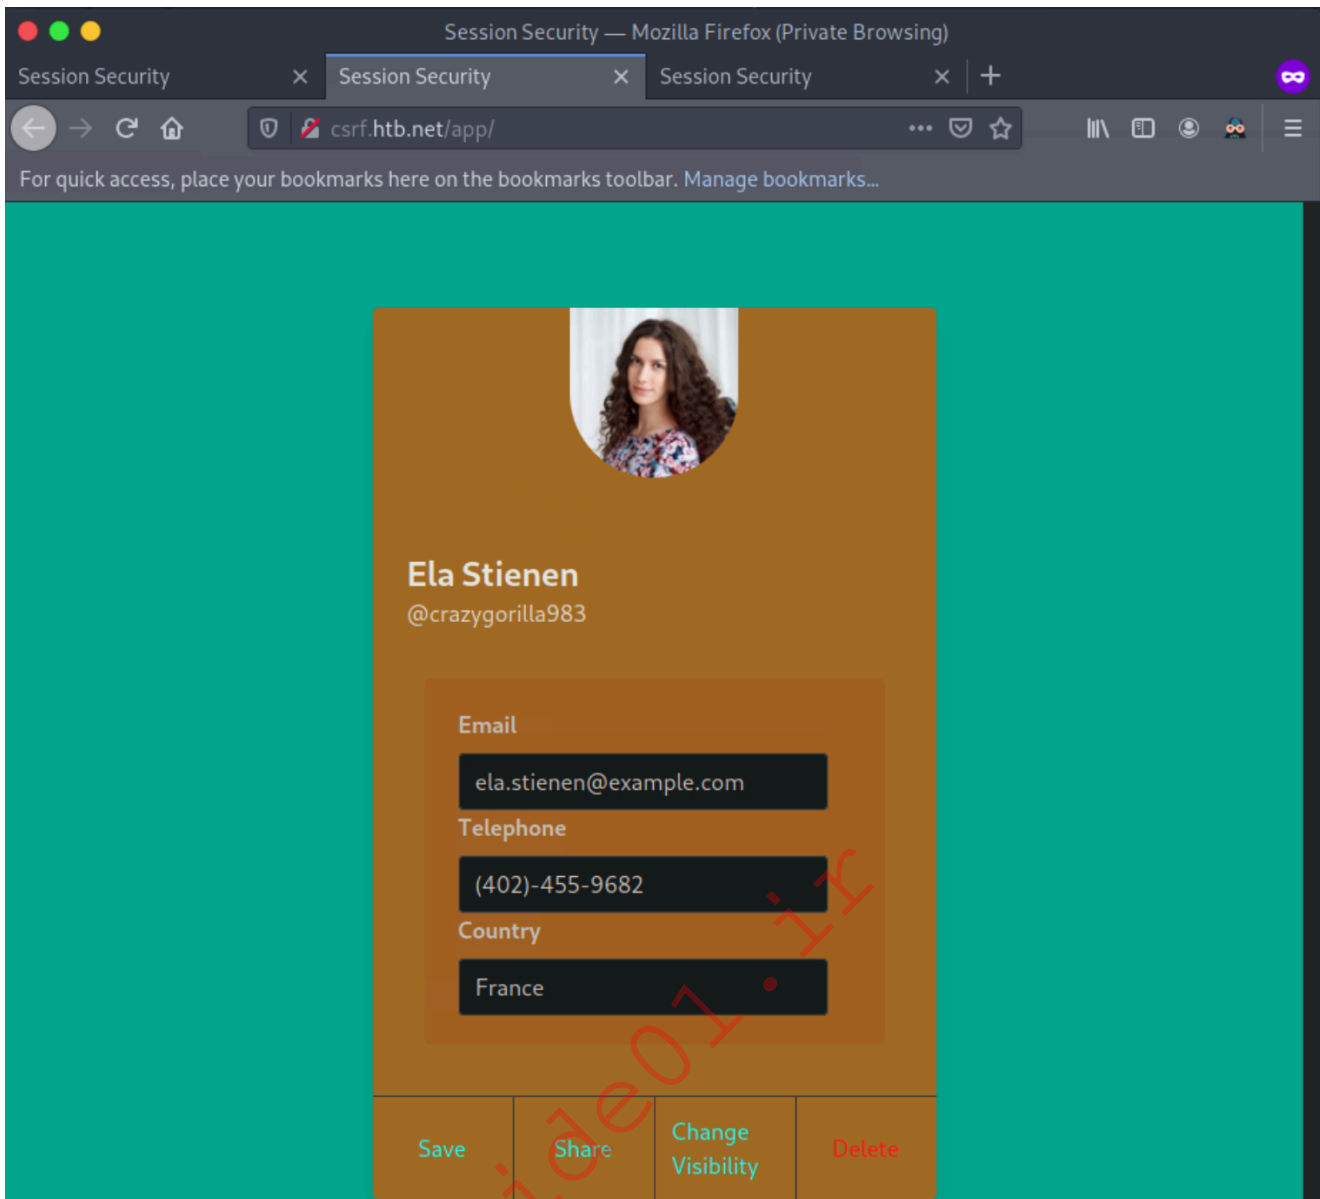 Session Security — Mozilla Firefox (Private Browsing)
Session Security
Session Security
Session Security
csrf.htb.net/app/
For quick access, place your bookmarks here on the bookmarks toolbar. Manage bookmarks...
Ela Stienen
@crazygorilla983
Email
ela.stienen@example.com
Telephone
(402)-455-9682
Country
France
Save
Share
Change
Visibility
Delete
ide01.ir